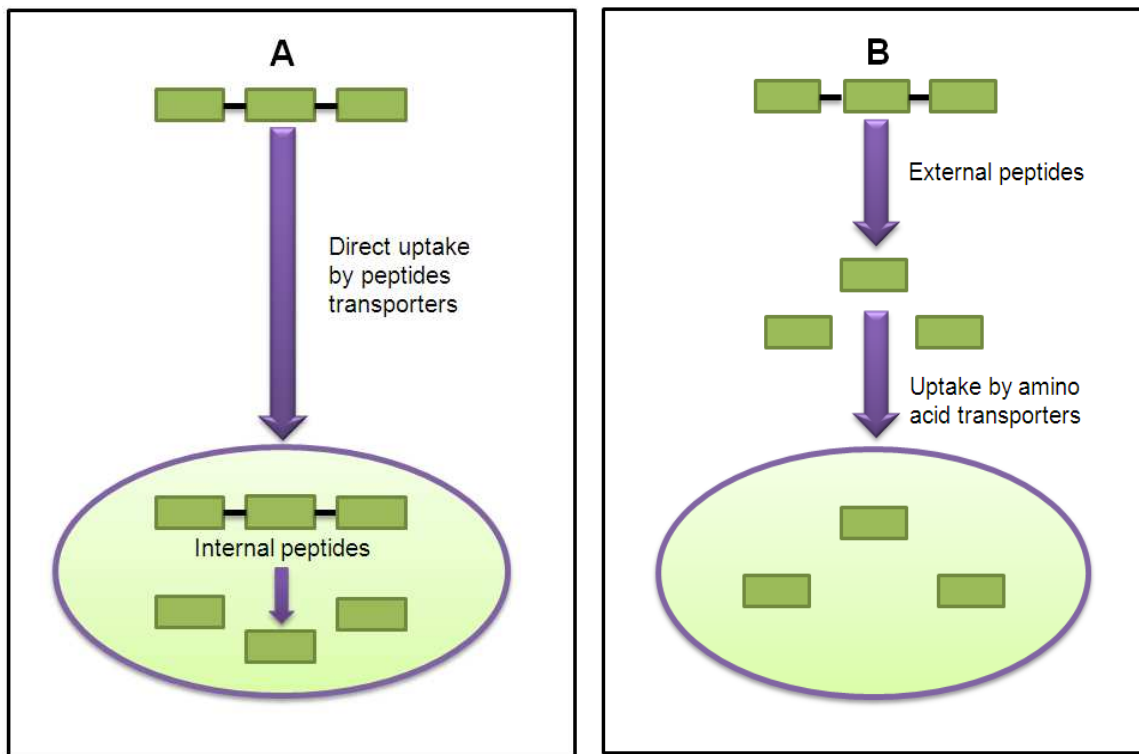 A
Direct uptake
by peptides
transporters
Internal peptides
B
External peptides
Uptake by amino
acid transporters